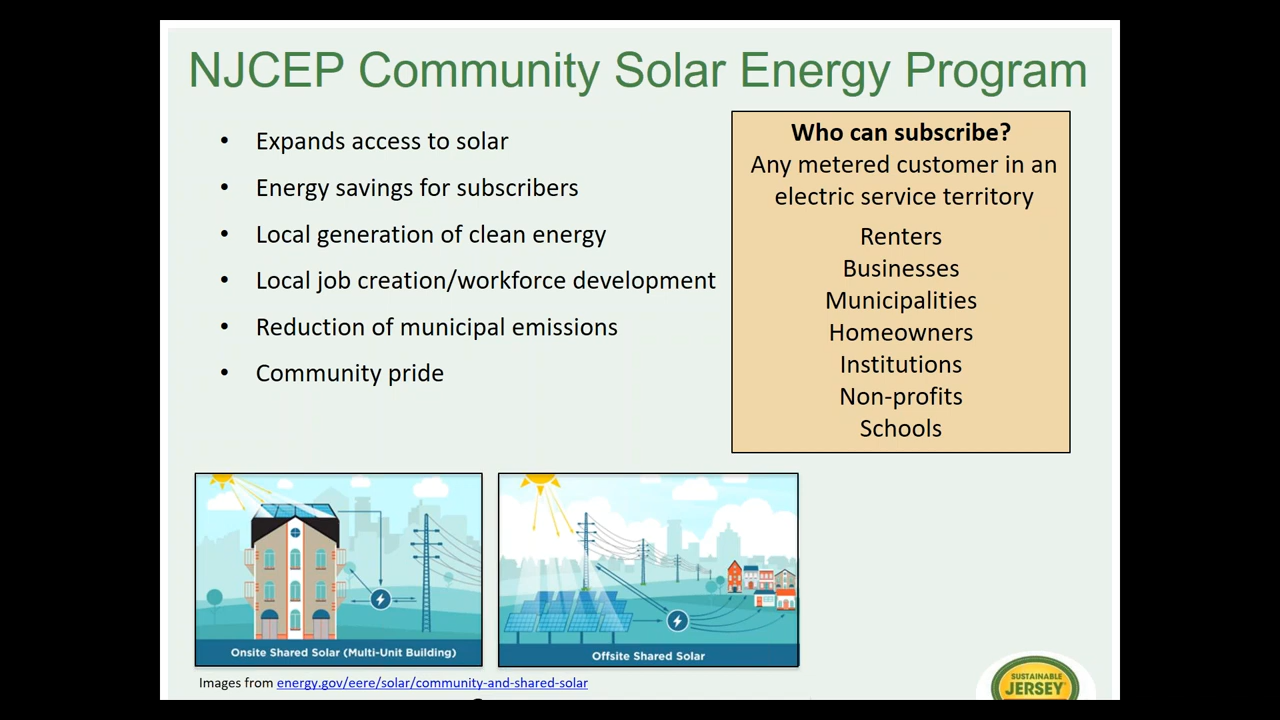 NJCEP Community Solar Energy Program
• Expands access to solar
• Energy savings for subscribers
• Local generation of clean energy
• Local job creation/workforce development
• Reduction of municipal emissions
• Community pride
Who can subscribe?
Any metered customer in an
electric service territory
Renters
Businesses
Municipalities
Homeowners
Institutions
Non-profits
Schools
Onsite Shared Solar (Multi-Unit Building)
Offsite Shared Solar
Images from energy.gov/eere/solar/community-and-shared-solar
SUSTAINABLE
JERSEY